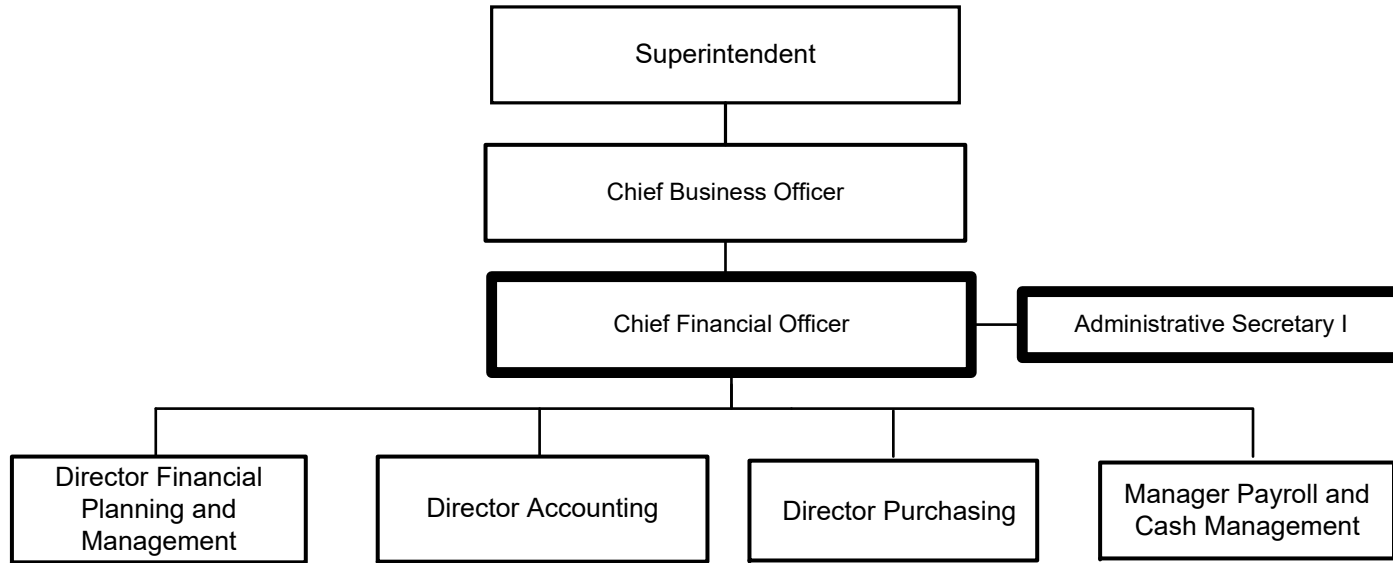 Superintendent
Chief Business Officer
Chief Financial Officer
Administrative Secretary I
Director Financial
Planning and
Management
Director Accounting
Director Purchasing
Manager Payroll and
Cash Management